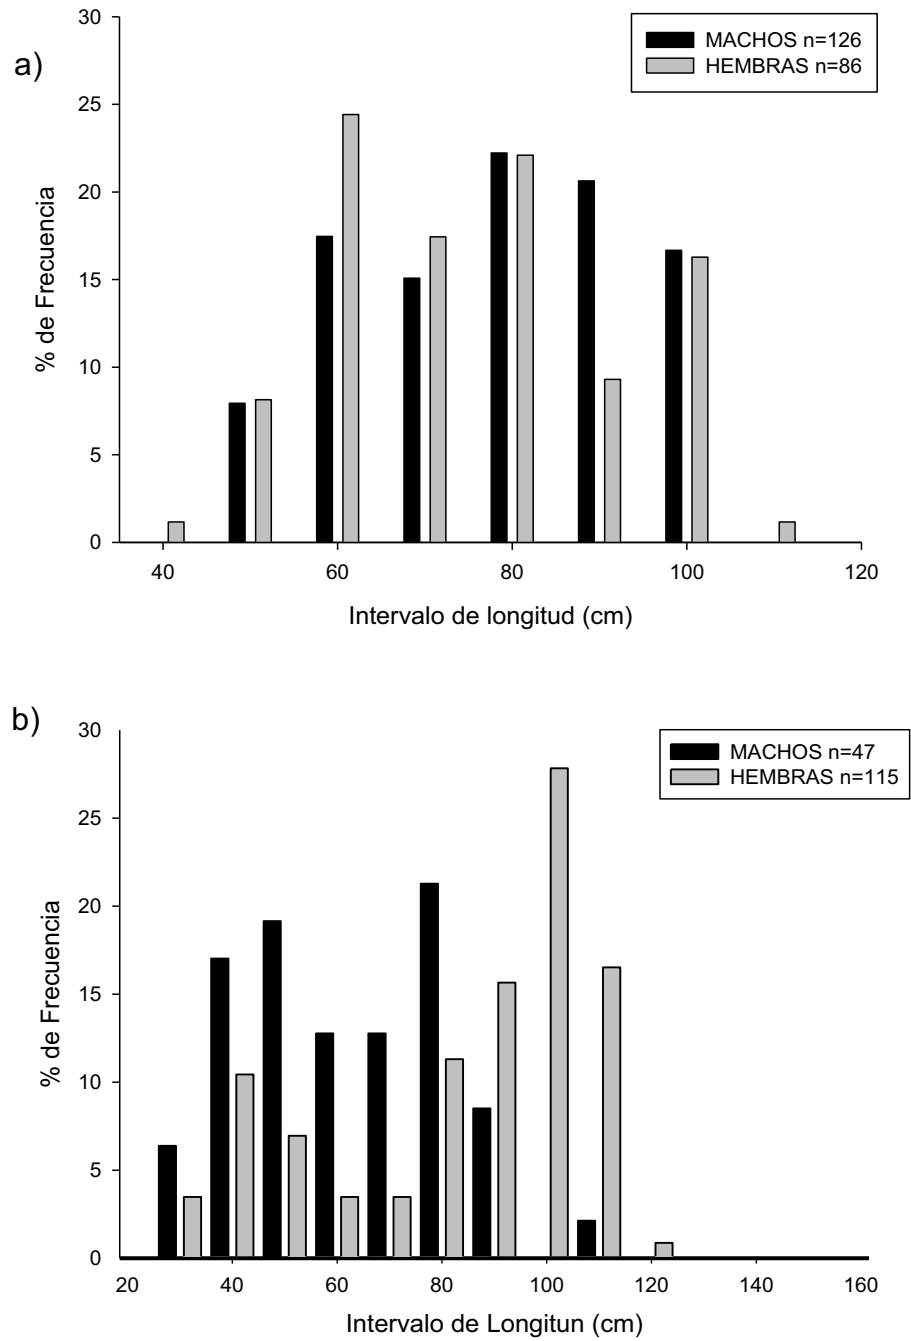 a)
30
25
20
15
10
5
0
% de Frecuencia
MACHOS n=126
HEMBRAS n=86
40 60 80 100 120
Intervalo de longitud (cm)
b)
30
25
20
15
10
5
0
% de Frecuencia
MACHOS n=47
HEMBRAS n=115
20 40 60 80 100 120 140 160
Intervalo de Longitun (cm)